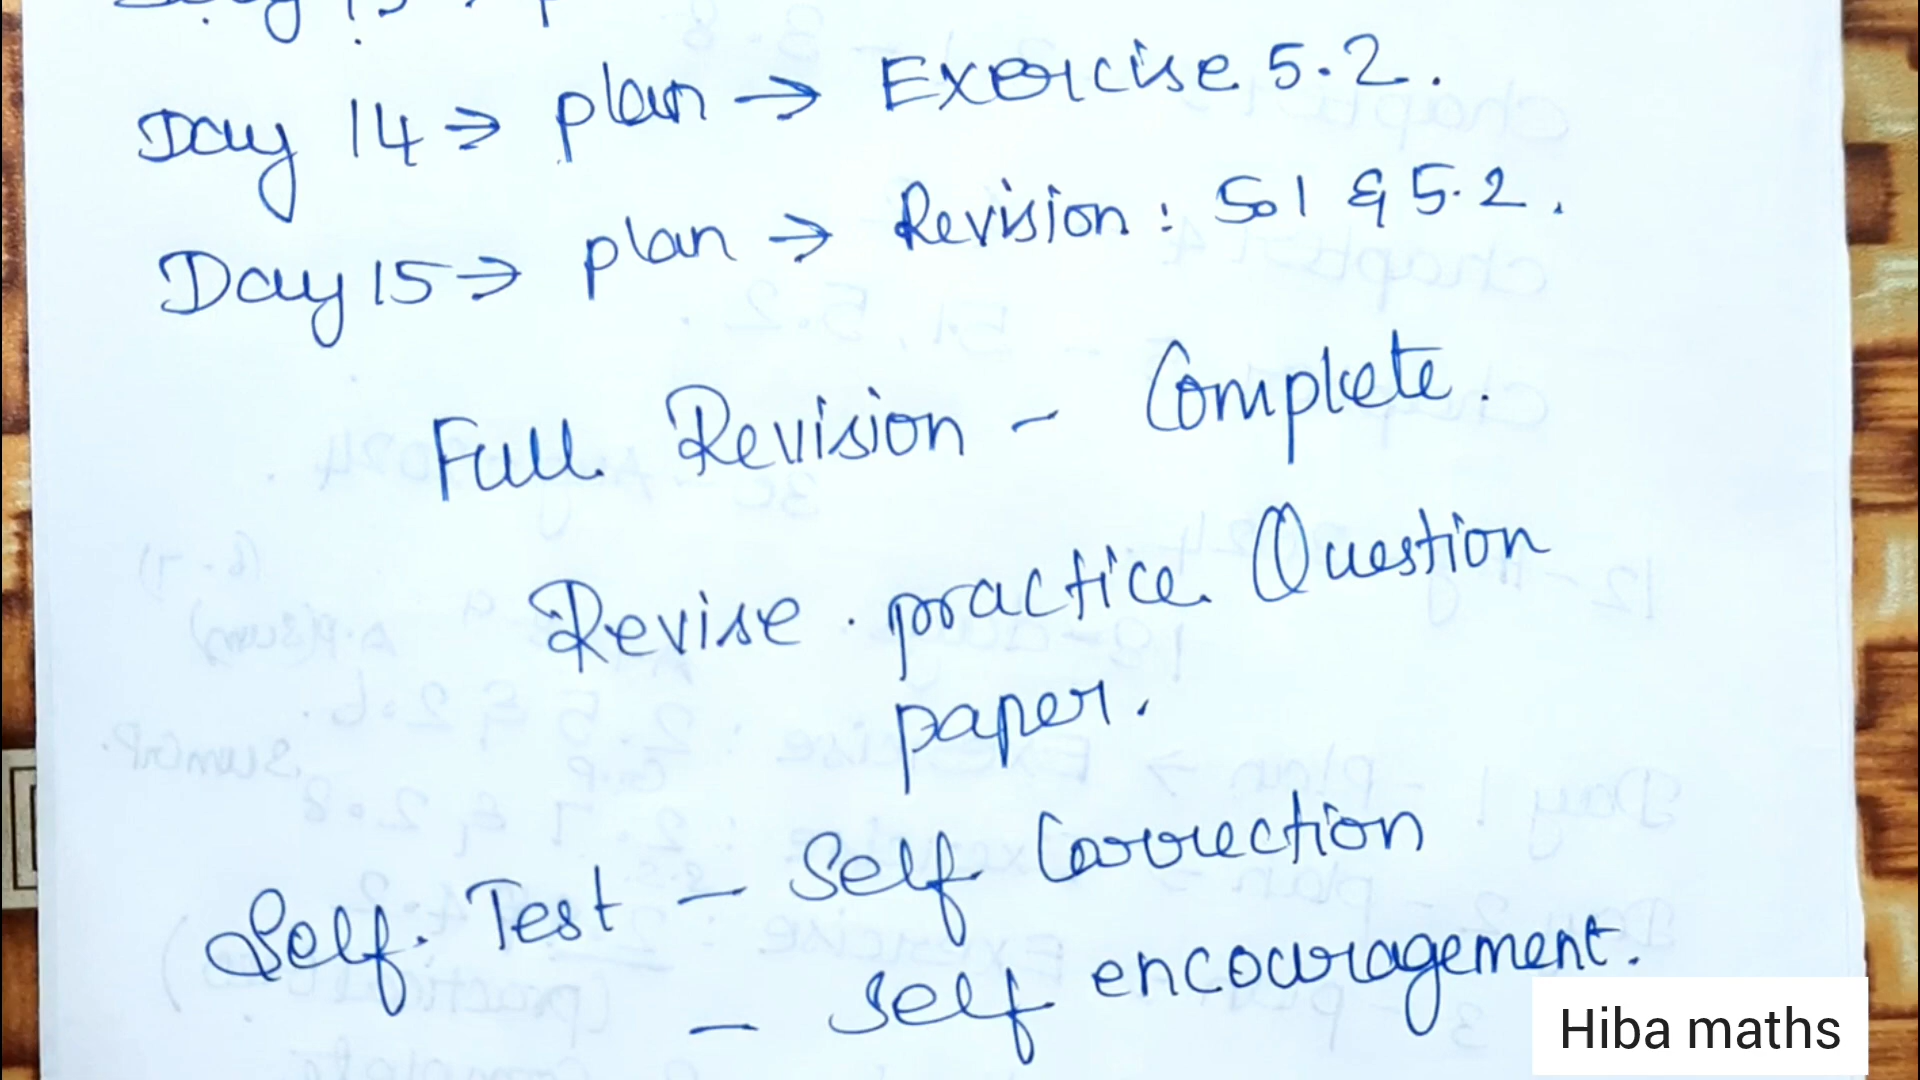 Day 14 → plan → Exercise 5.2.
Day 15 → plan → Revision : 5.1 & 5.2.
Full Revision - Complete.
Revise practice Question
paper.
Self Test - Self Correction
- Self encouragement.
Hiba maths